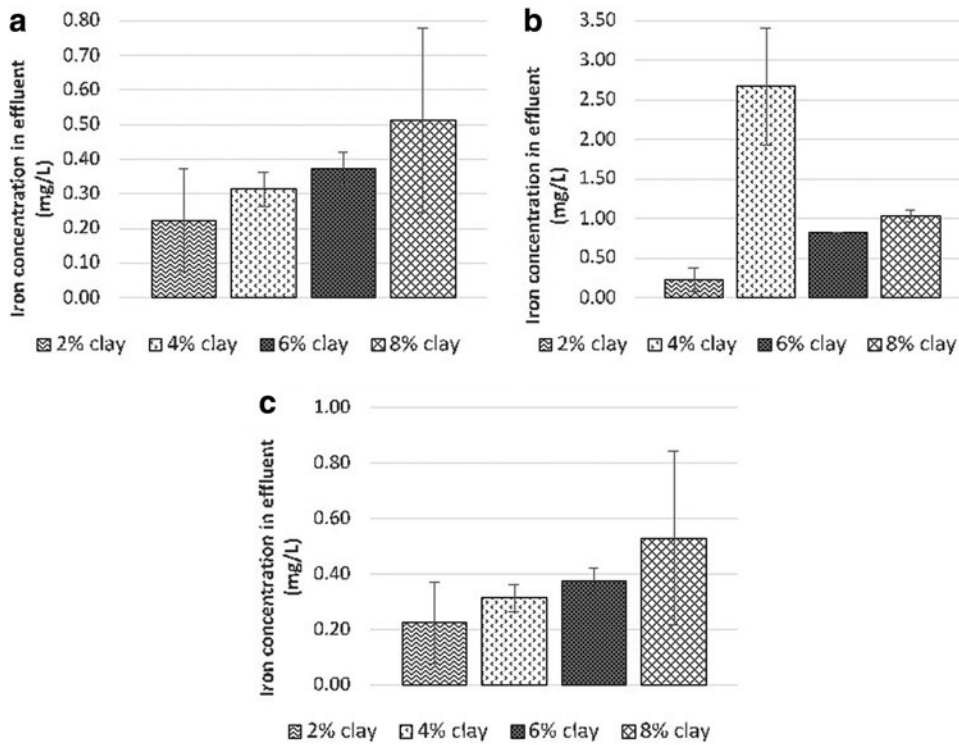 a
Iron concentration in effluent
(mg/L)
0.80
0.70
0.60
0.50
0.40
0.30
0.20
0.10
0.00
2% clay 4% clay 6% clay 8% clay
b
Iron concentration in effluent
(mg/L)
3.50
3.00
2.50
2.00
1.50
1.00
0.50
0.00
2% clay 4% clay 6% clay 8% clay
c
Iron concentration in effluent
(mg/L)
1.00
0.80
0.60
0.40
0.20
0.00
2% clay 4% clay 6% clay 8% clay